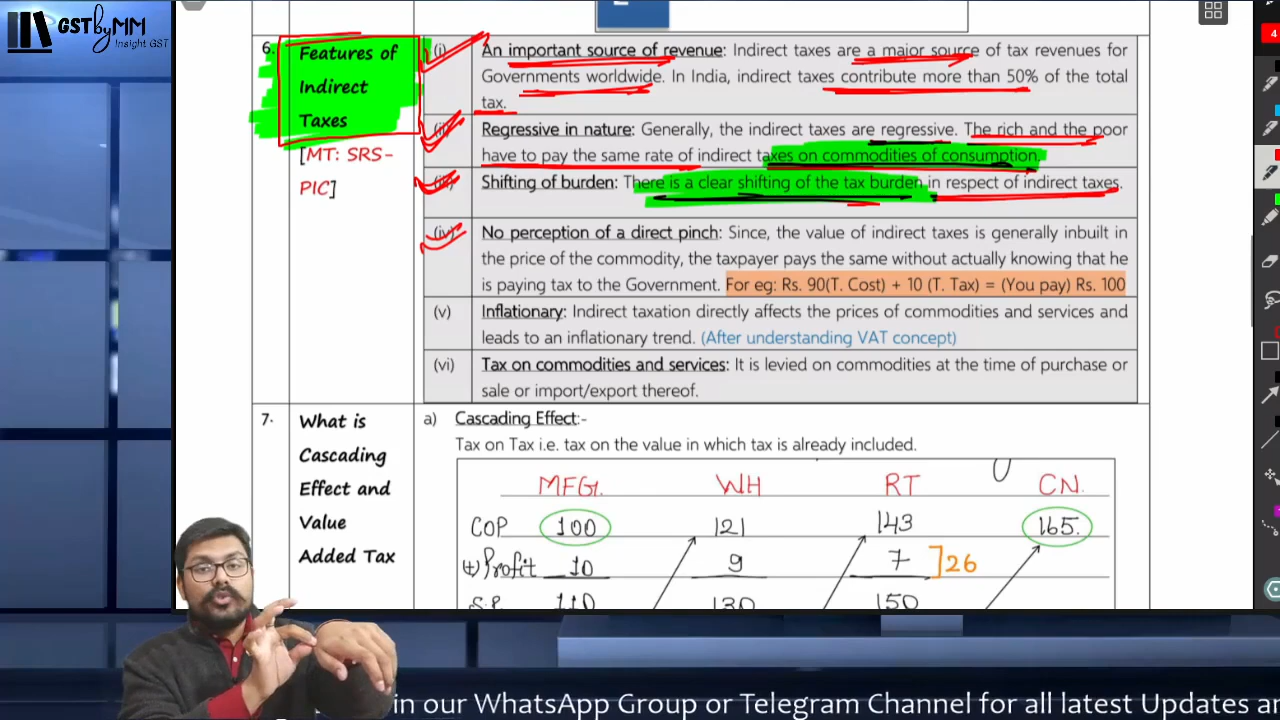 GSTbyMM
Insight GST
6.
Features of
Indirect
Taxes
[MT: SRS-
PIC]
(i) An important source of revenue: Indirect taxes are a major source of tax revenues for
Governments worldwide. In India, indirect taxes contribute more than 50% of the total
tax.
(ii) Regressive in nature: Generally, the indirect taxes are regressive. The rich and the poor
have to pay the same rate of indirect taxes on commodities of consumption.
(iii) Shifting of burden: There is a clear shifting of the tax burden in respect of indirect taxes.
(iv) No perception of a direct pinch: Since, the value of indirect taxes is generally inbuilt in
the price of the commodity, the taxpayer pays the same without actually knowing that he
is paying tax to the Government. For eg: Rs. 90(T. Cost) + 10 (T. Tax) = (You pay) Rs. 100
(v) Inflationary: Indirect taxation directly affects the prices of commodities and services and
leads to an inflationary trend. (After understanding VAT concept)
(vi) Tax on commodities and services: It is levied on commodities at the time of purchase or
sale or import/export thereof.
7.
What is
Cascading
Effect and
Value
Added Tax
a) Cascading Effect:-
Tax on Tax i.e. tax on the value in which tax is already included.
MFGr. WH RT CN.
COP 100 121 143 165.
(+) Profit 10 9 7 ]26
S.P. 110 130 150
4
in our WhatsApp Group or Telegram Channel for all latest Updates an